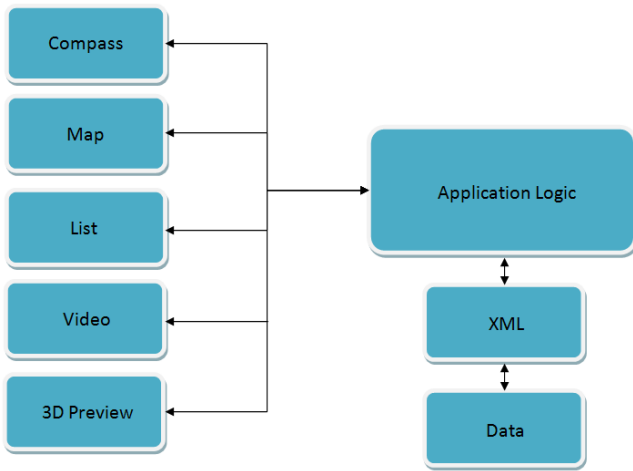 Compass
Map
List
Video
3D Preview
Application Logic
XML
Data